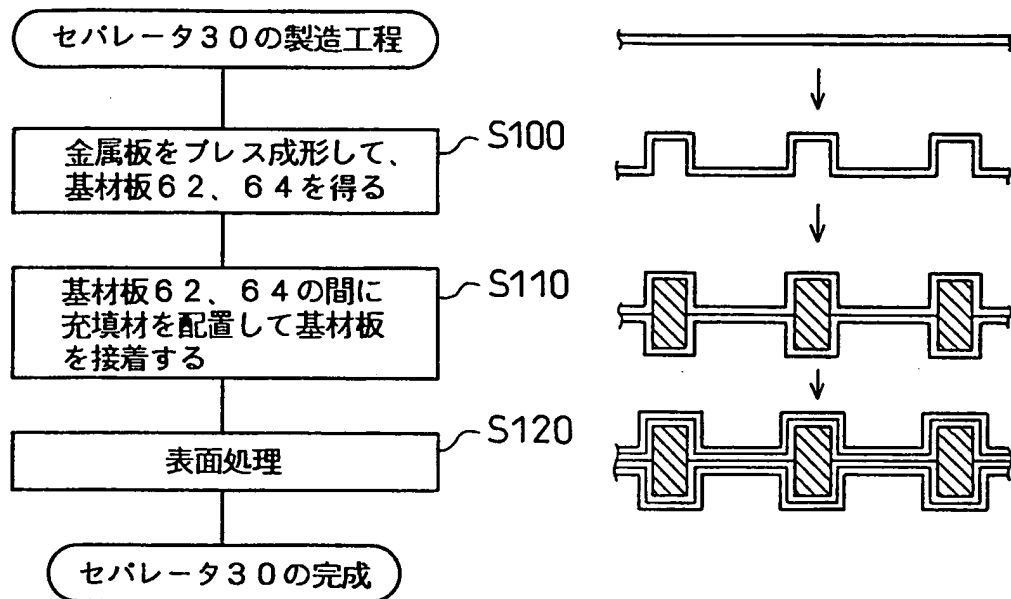 セパレータ３０の製造工程
S100
金属板をプレス成形して、
基材板６２、６４を得る
S110
基材板６２、６４の間に
充填材を配置して基材板
を接着する
S120
表面処理
セパレータ３０の完成